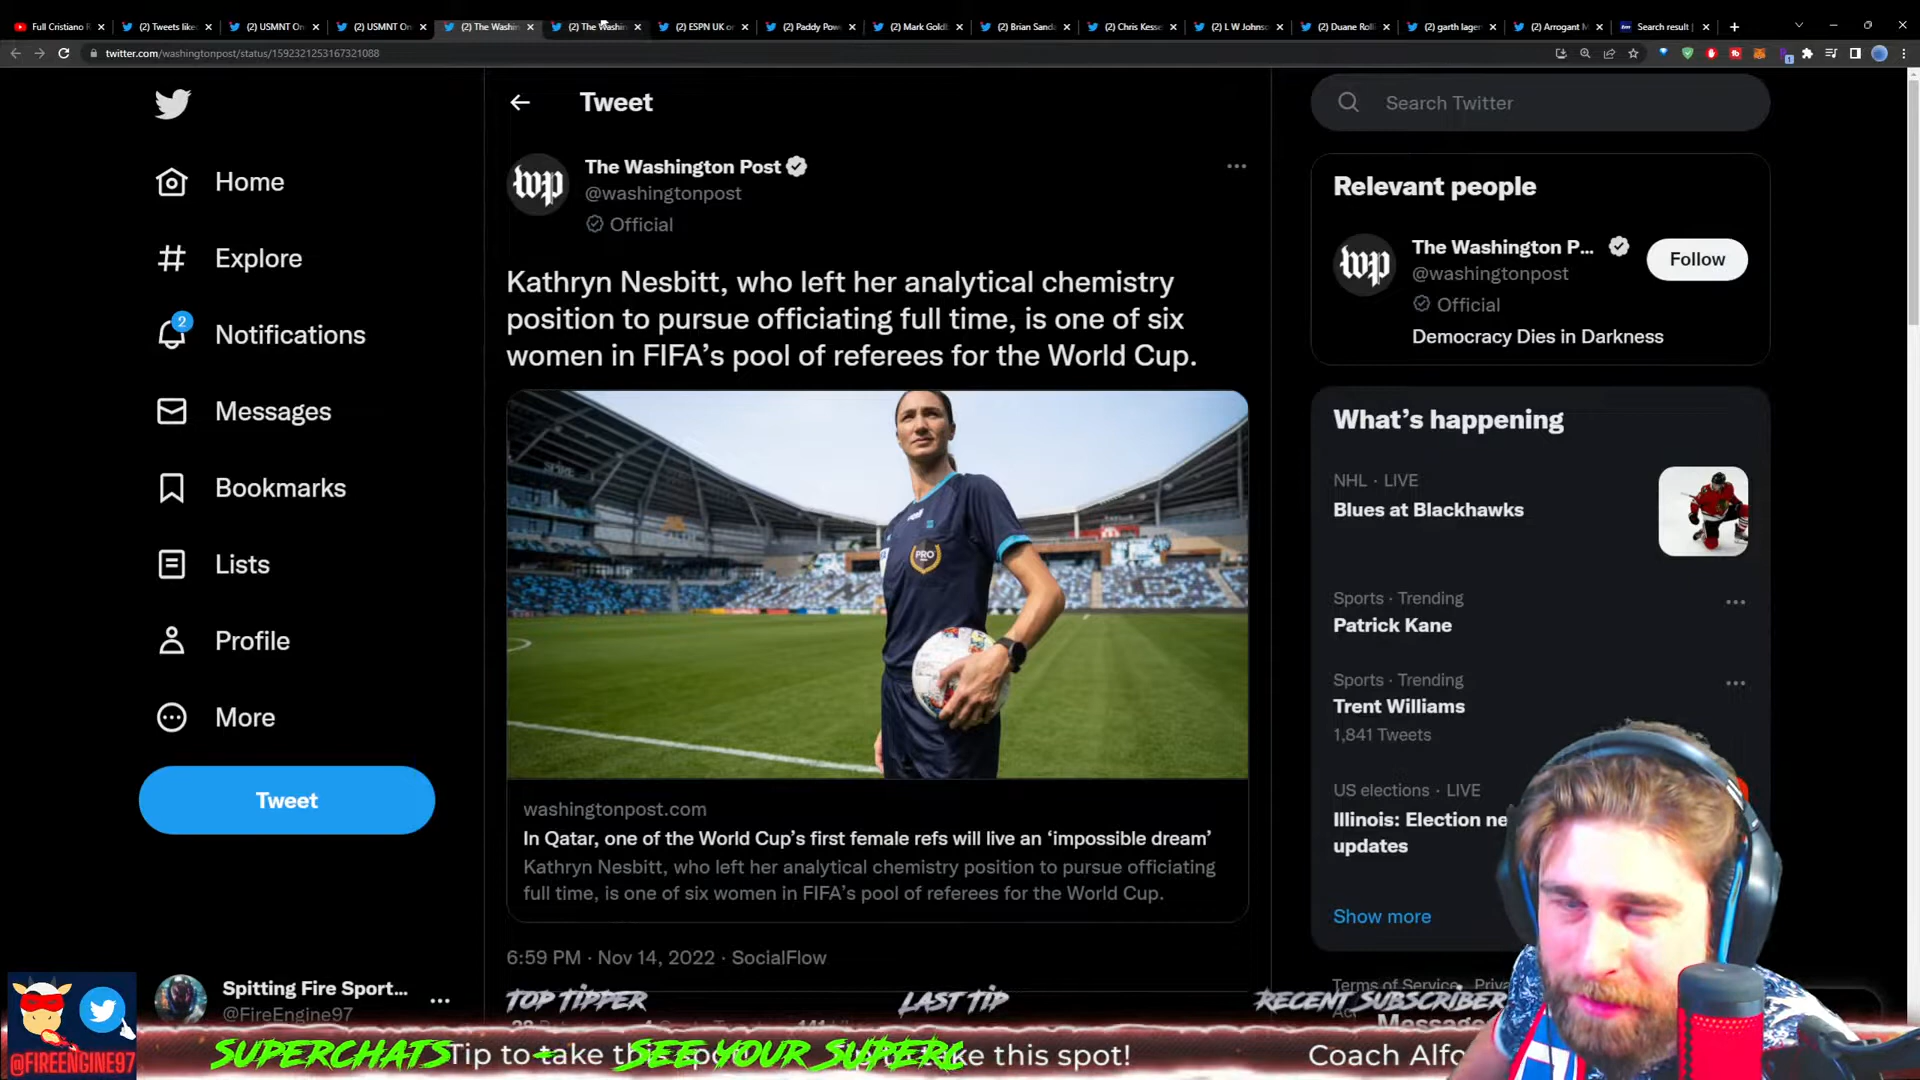 Full Cristiano R
(2) Tweets like
(2) USMNT On
(2) USMNT On
(2) The Washin
(2) The Washin
(2) ESPN UK on
(2) Paddy Powe
(2) Mark Goldb
(2) Brian Sanda
(2) Chris Kesse
(2) L W Johnso
(2) Duane Rolli
(2) garth lager
(2) Arrogant M
Search result
twitter.com/washingtonpost/status/1592321253167321088
Tweet
Search Twitter
Home
Explore
2
Notifications
Messages
Bookmarks
Lists
Profile
More
Tweet
Spitting Fire Sport...
@FireEngine97
wp
The Washington Post
@washingtonpost
Official
Kathryn Nesbitt, who left her analytical chemistry
position to pursue officiating full time, is one of six
women in FIFA’s pool of referees for the World Cup.
PRO
washingtonpost.com
In Qatar, one of the World Cup’s first female refs will live an ‘impossible dream’
Kathryn Nesbitt, who left her analytical chemistry position to pursue officiating
full time, is one of six women in FIFA’s pool of referees for the World Cup.
6:59 PM · Nov 14, 2022 · SocialFlow
Relevant people
wp
The Washington P...
@washingtonpost
Official
Follow
Democracy Dies in Darkness
What’s happening
NHL · LIVE
Blues at Blackhawks
Sports · Trending
Patrick Kane
Sports · Trending
Trent Williams
1,841 Tweets
US elections · LIVE
Illinois: Election ne
updates
Show more
Terms of Service
TOP TIPPER
LAST TIP
RECENT SUBSCRIBER
@FIREENGINE97
SUPERCHATS
Tip to take this spot!
SEE YOUR SUPERC
ke this spot!
Coach Alfo